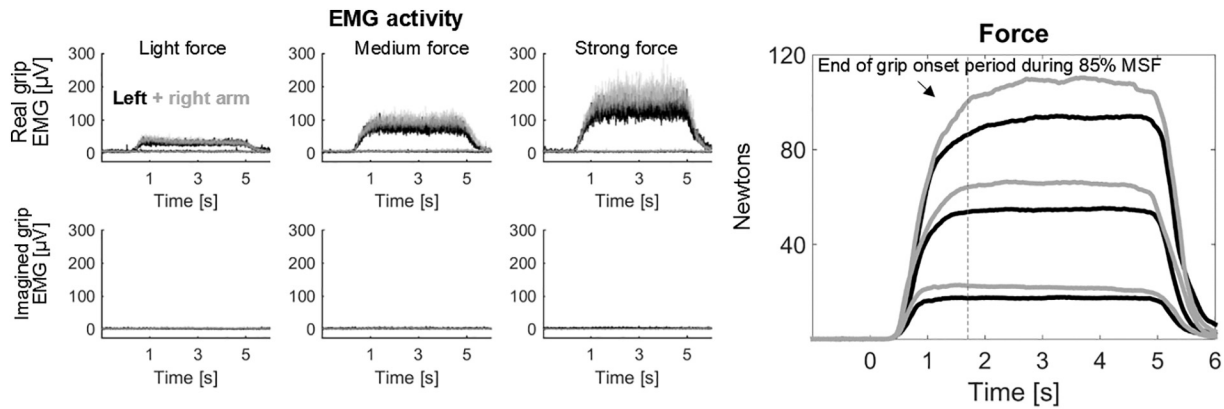 EMG activity
Light force
Medium force
Strong force
Real grip
EMG [µV]
300
200
100
0
Left + right arm
1 3 5
Time [s]
300
200
100
0
1 3 5
Time [s]
300
200
100
0
1 3 5
Time [s]
Imagined grip
EMG [µV]
300
200
100
0
1 3 5
Time [s]
300
200
100
0
1 3 5
Time [s]
300
200
100
0
1 3 5
Time [s]
Force
End of grip onset period during 85% MSF
Newtons
120
80
40
0 1 2 3 4 5 6
Time [s]